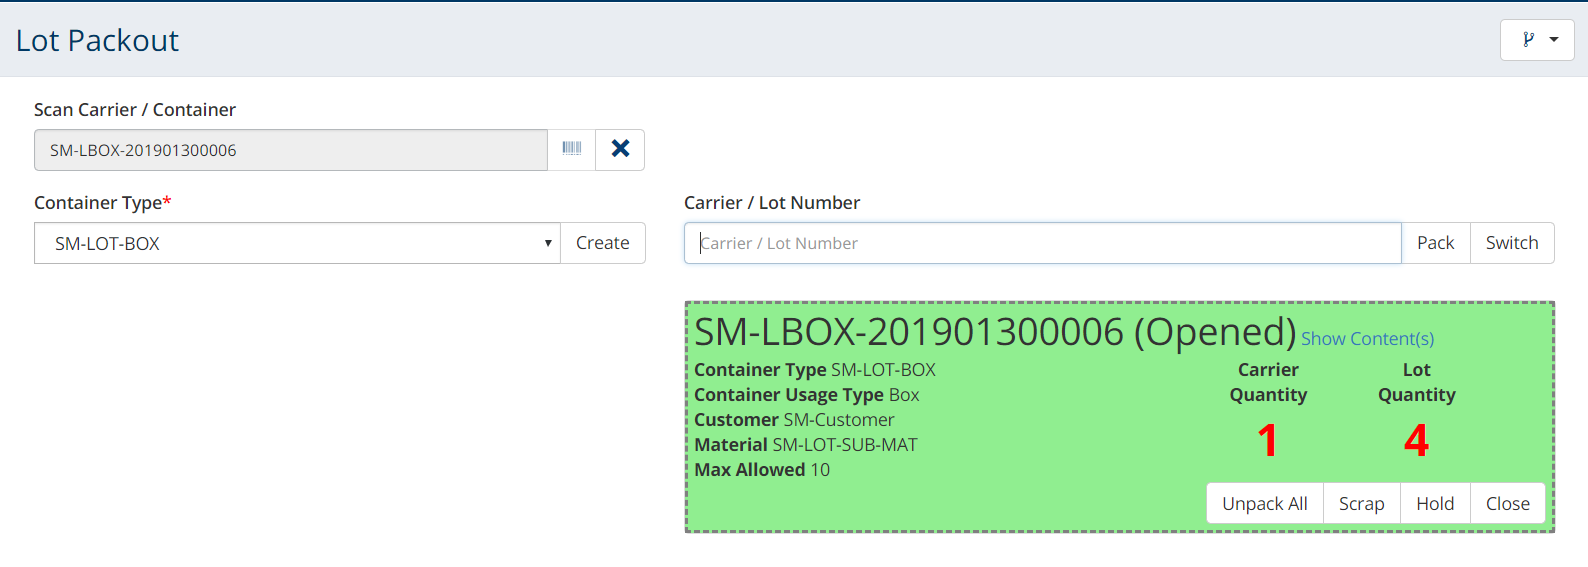 Lot Packout
Scan Carrier / Container
SM-LBOX-201901300006
Container Type*
SM-LOT-BOX
Create
Carrier / Lot Number
Carrier / Lot Number
Pack
Switch
SM-LBOX-201901300006 (Opened) Show Content(s)
Container Type SM-LOT-BOX
Container Usage Type Box
Customer SM-Customer
Material SM-LOT-SUB-MAT
Max Allowed 10
Carrier
Quantity
1
Lot
Quantity
4
Unpack All
Scrap
Hold
Close